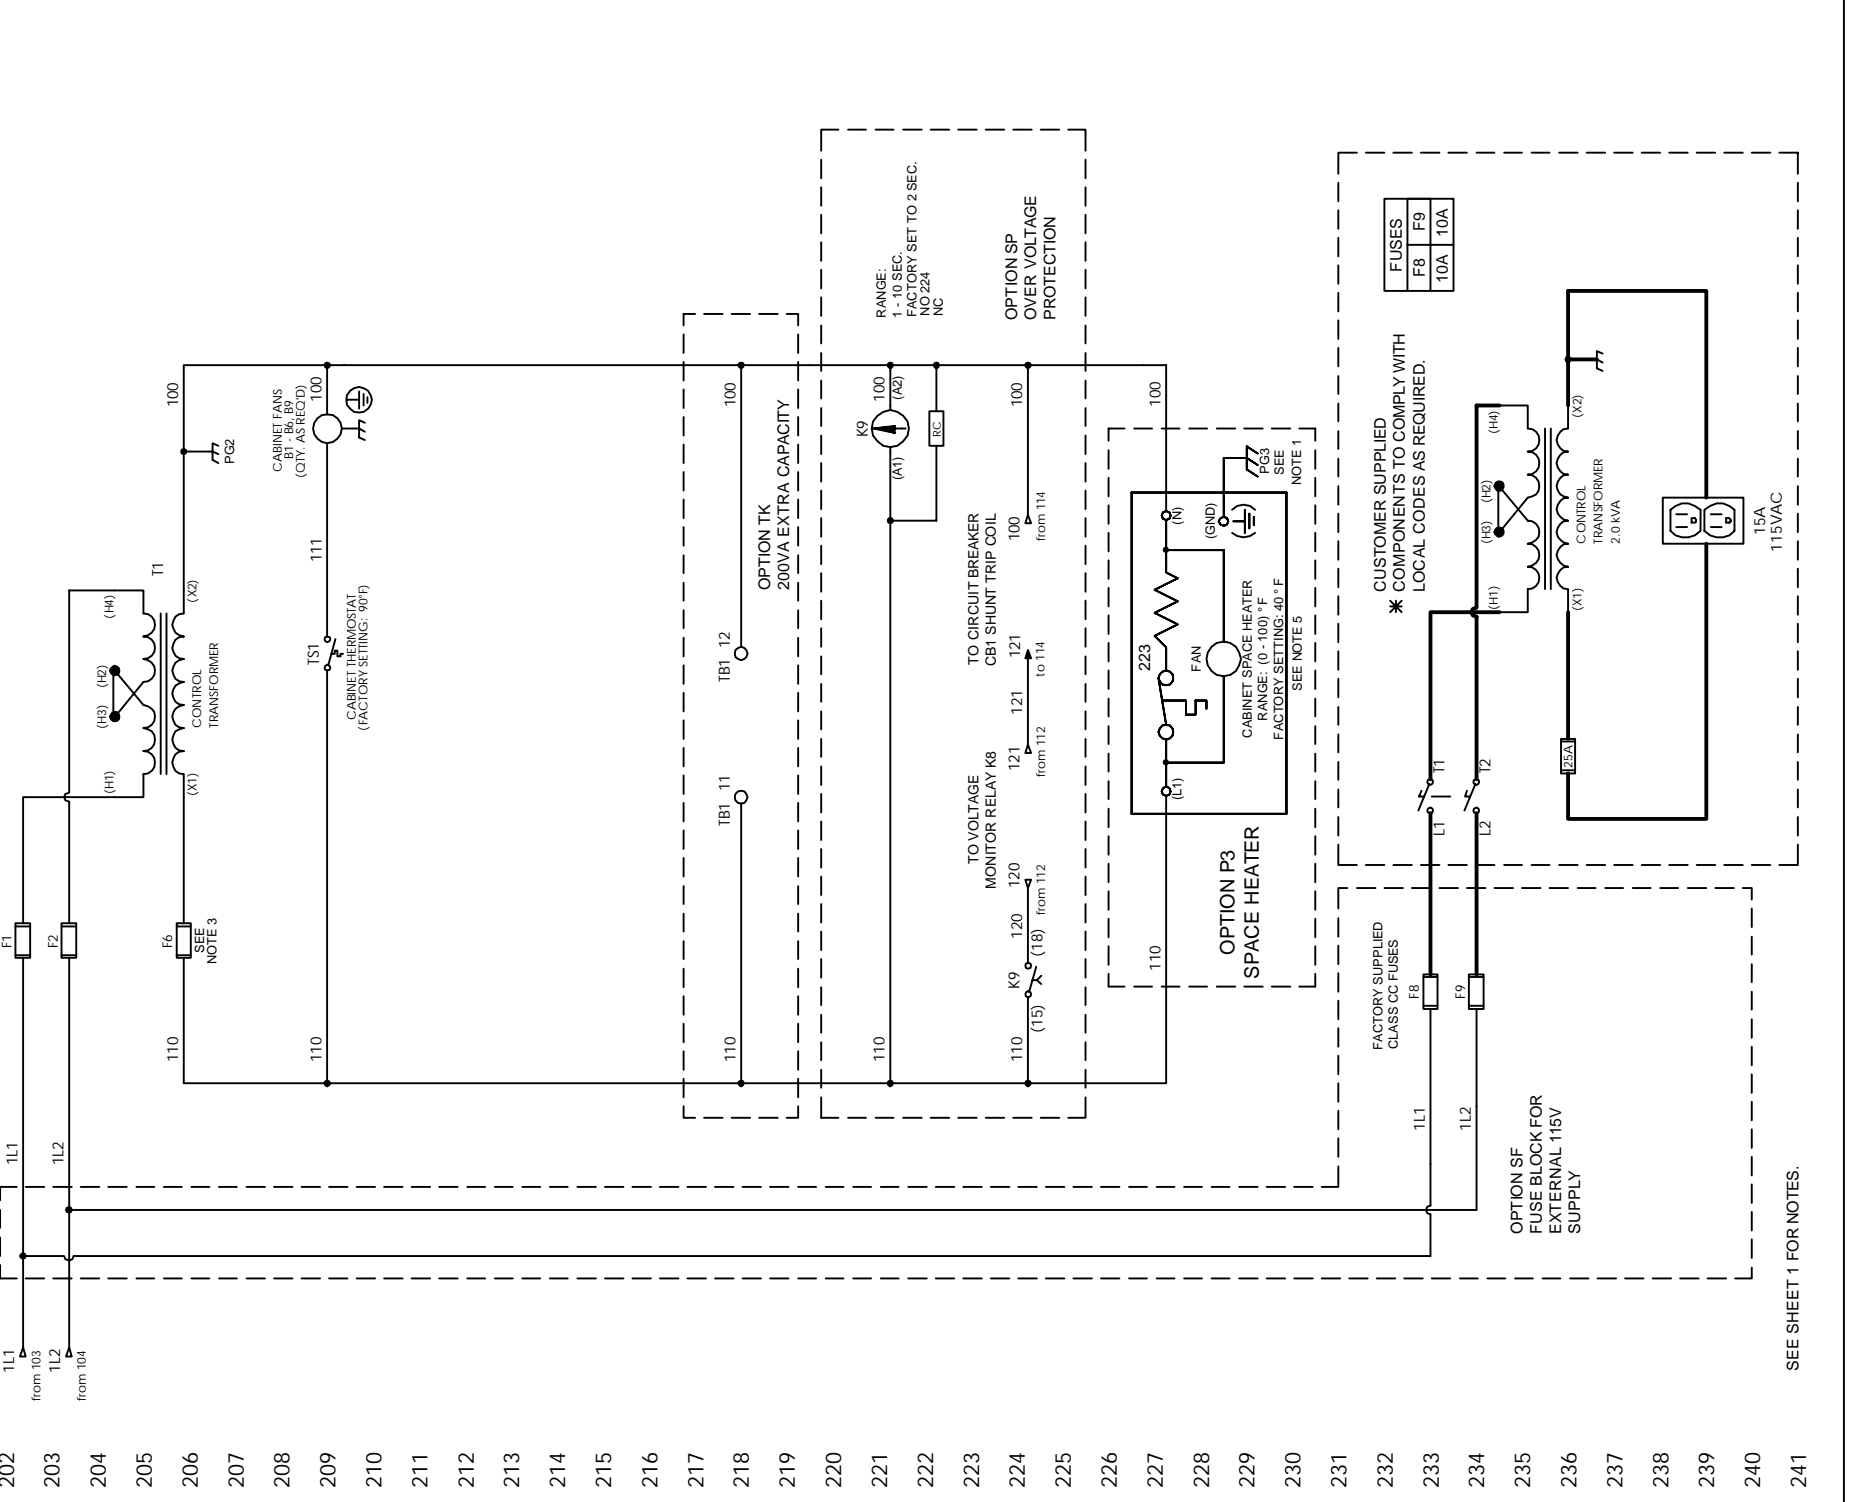 202
203
204
205
206
207
208
209
210
211
212
213
214
215
216
217
218
219
220
221
222
223
224
225
226
227
228
229
230
231
232
233
234
235
236
237
238
239
240
241
1L1
from 103
1L2
from 104
1L1
1L2
F1
F2
(H1)
(H3)
(H2)
(H4)
T1
110
F6
SEE
NOTE 3
(X1)
CONTROL
TRANSFORMER
(X2)
PG2
100
110
TS1
CABINET THERMOSTAT
(FACTORY SETTING: 90°F)
111
100
CABINET FANS
B1 - B6, B9
(QTY. AS REQ'D)
110
TB1
11
TB1
12
100
OPTION TK
200VA EXTRA CAPACITY
110
(A1)
K9
100
(A2)
RC
RANGE:
1 - 10 SEC.
FACTORY SET TO 2 SEC.
NO 224
NC
OPTION SP
OVER VOLTAGE
PROTECTION
110
(15)
K9
(18)
120
120
from 112
TO VOLTAGE
MONITOR RELAY K8
121
from 112
121
121
to 114
TO CIRCUIT BREAKER
CB1 SHUNT TRIP COIL
100
from 114
100
110
(L1)
223
FAN
(N)
(GND)
100
PG3
SEE
NOTE 1
CABINET SPACE HEATER
RANGE: (0 - 100) °F
FACTORY SETTING: 40°F
SEE NOTE 5
OPTION P3
SPACE HEATER
1L1
1L2
FACTORY SUPPLIED
CLASS CC FUSES
F8
F9
OPTION SF
FUSE BLOCK FOR
EXTERNAL 115V
SUPPLY
L1
T1
L2
T2
(H1)
(H3)
(H2)
(H4)
CUSTOMER SUPPLIED
* COMPONENTS TO COMPLY WITH
LOCAL CODES AS REQUIRED.
FUSES
F8 F9
10A 10A
25A
(X1)
CONTROL
TRANSFORMER
2.0 kVA
(X2)
15A
115VAC
SEE SHEET 1 FOR NOTES.